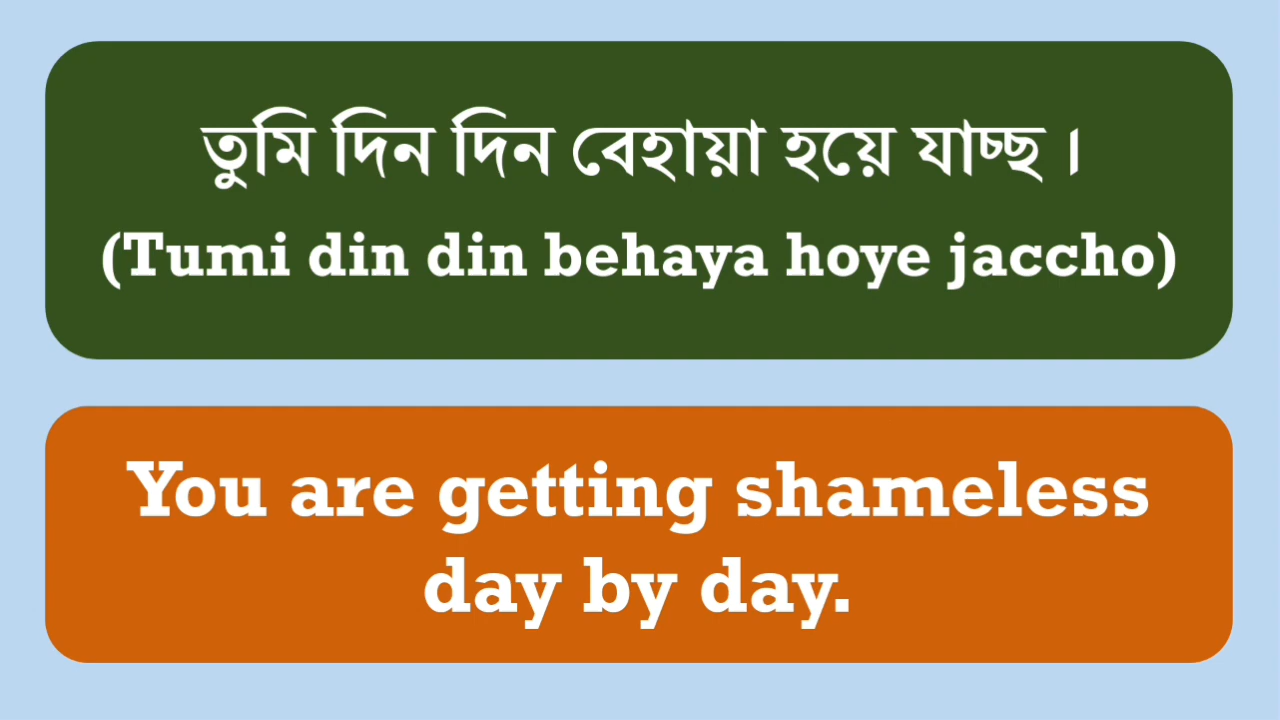 তুমি দিন দিন বেহায়া হয়ে যাচ্ছ ।
(Tumi din din behaya hoye jaccho)
You are getting shameless
day by day.